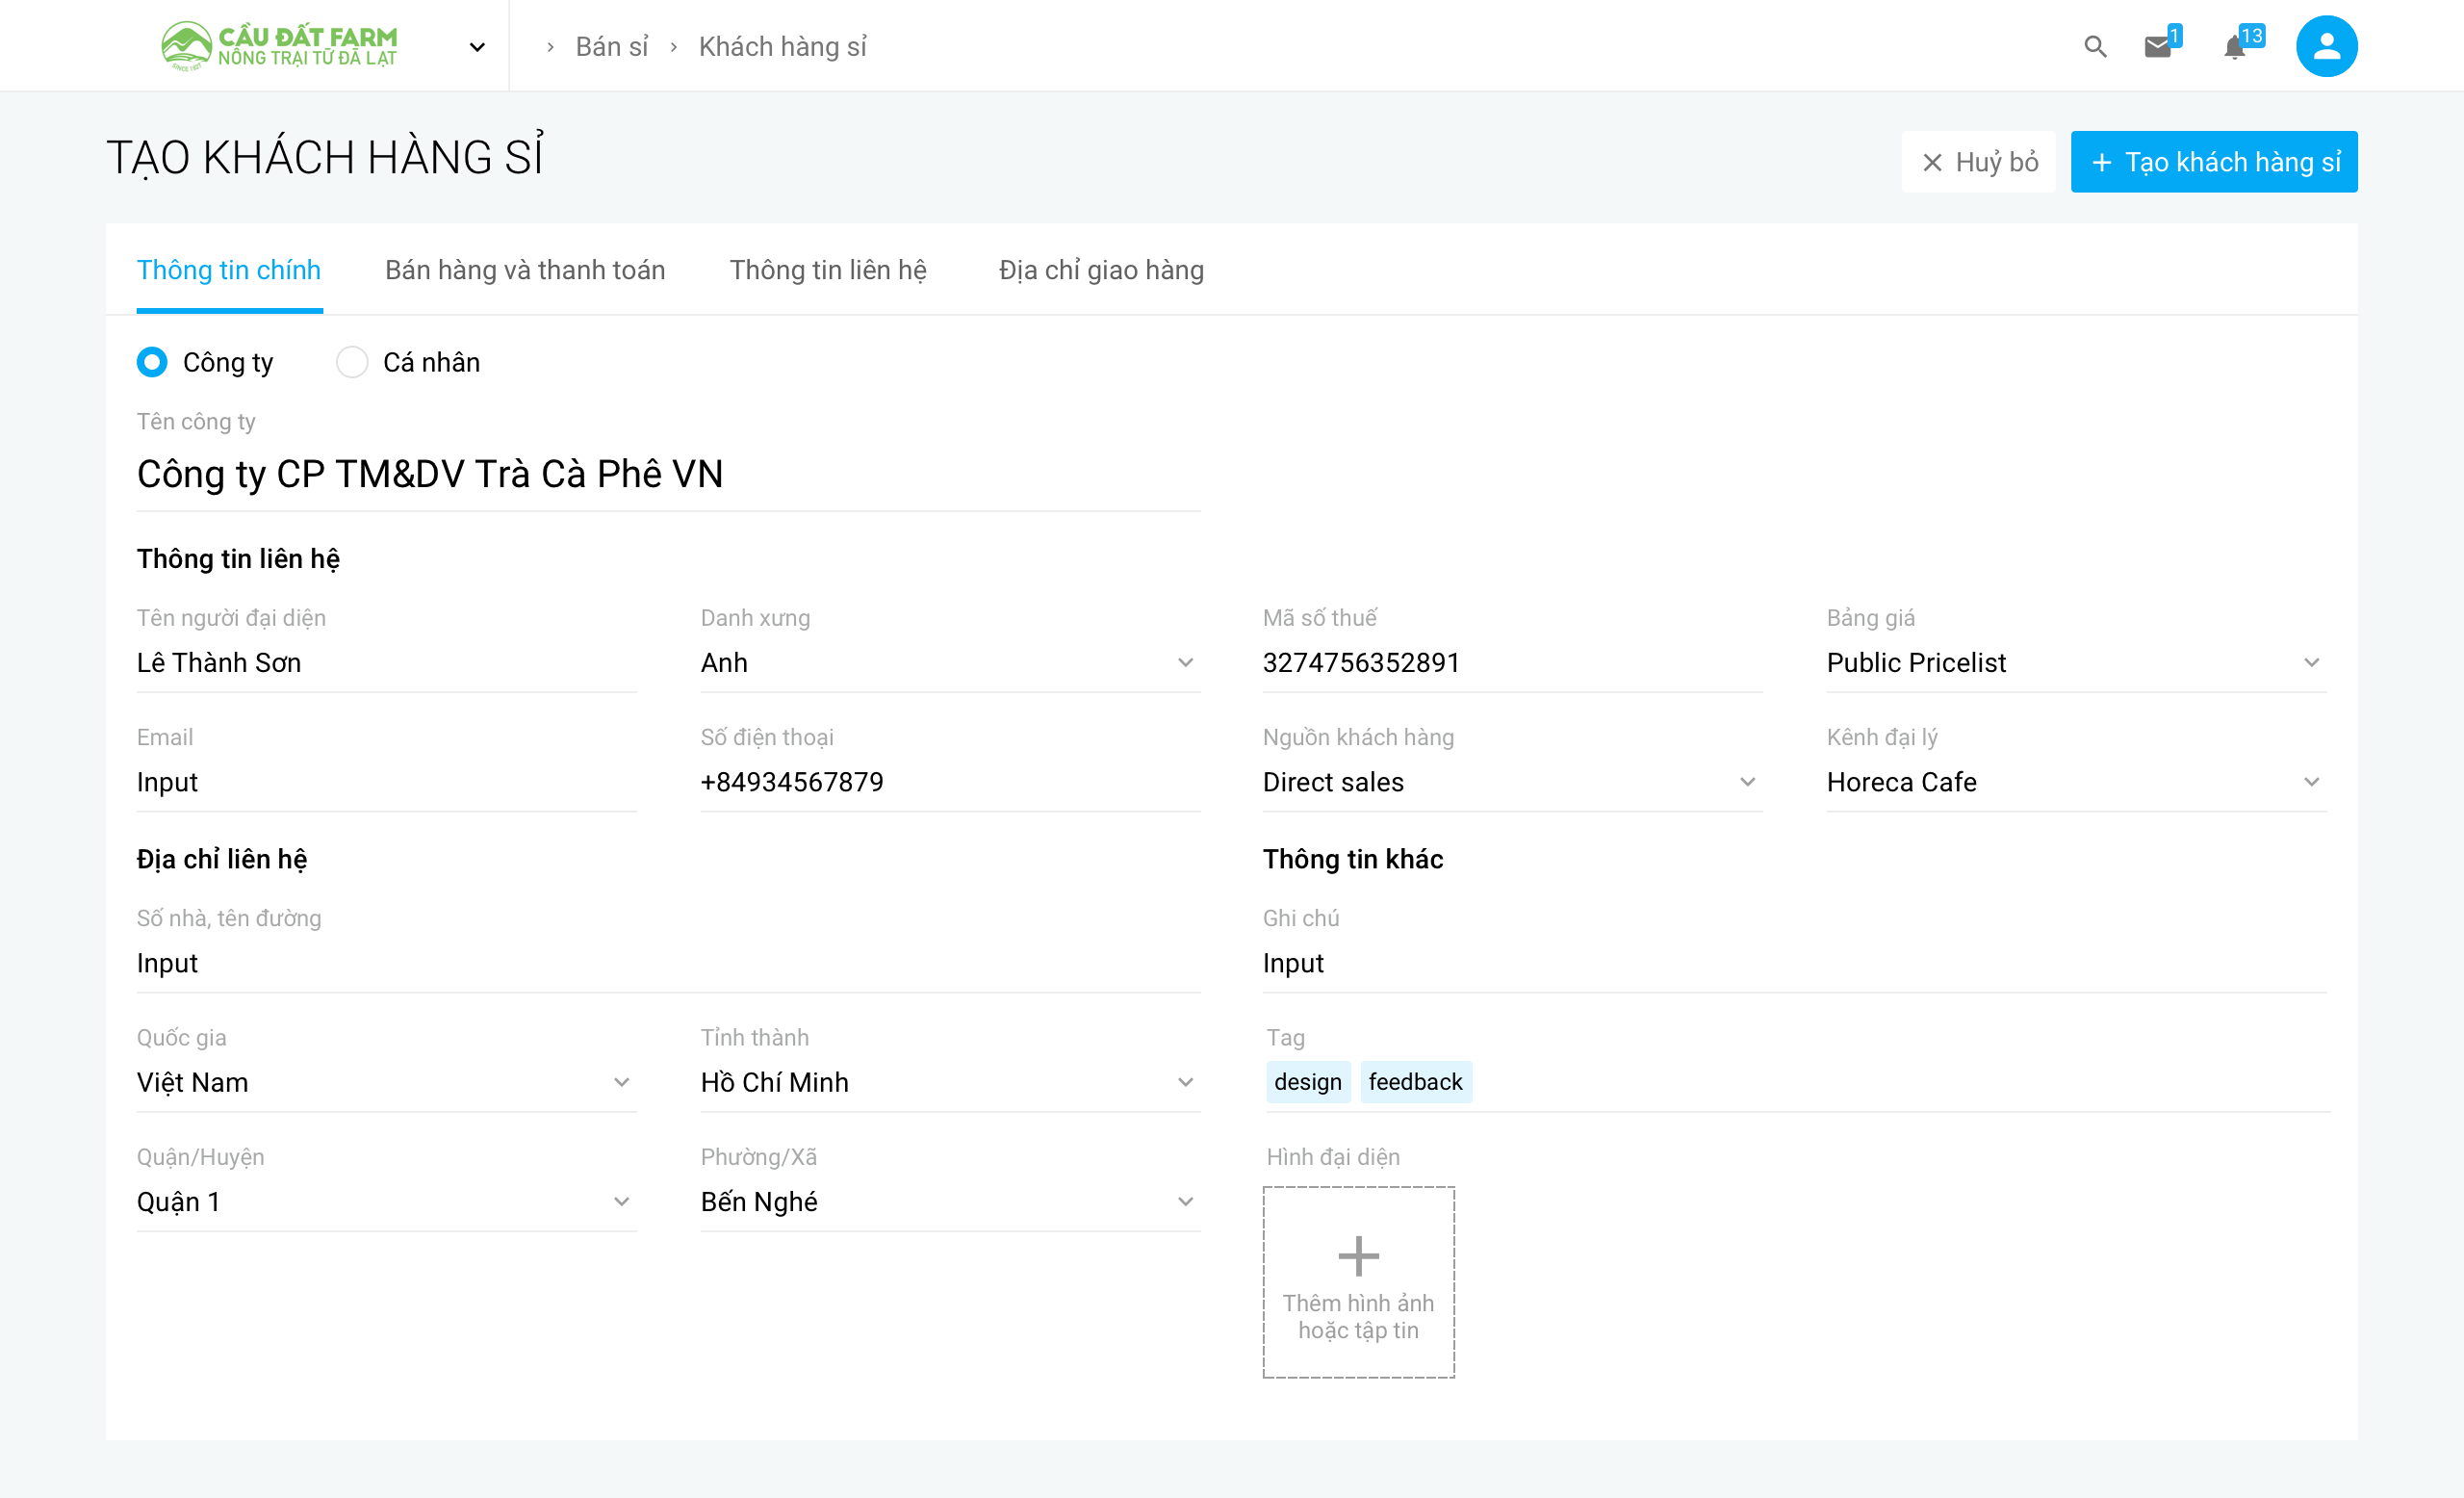 CẦU ĐẤT FARM
NÔNG TRẠI TỪ ĐÀ LẠT
SINCE 1927
Bán sỉ
Khách hàng sỉ
1
13
TẠO KHÁCH HÀNG SỈ
Huỷ bỏ
Tạo khách hàng sỉ
Thông tin chính
Bán hàng và thanh toán
Thông tin liên hệ
Địa chỉ giao hàng
Công ty
Cá nhân
Tên công ty
Công ty CP TM&DV Trà Cà Phê VN
Thông tin liên hệ
Tên người đại diện
Danh xưng
Mã số thuế
Bảng giá
Lê Thành Sơn
Anh
3274756352891
Public Pricelist
Email
Số điện thoại
Nguồn khách hàng
Kênh đại lý
Input
+84934567879
Direct sales
Horeca Cafe
Địa chỉ liên hệ
Thông tin khác
Số nhà, tên đường
Ghi chú
Input
Input
Quốc gia
Tỉnh thành
Tag
Việt Nam
Hồ Chí Minh
design
feedback
Quận/Huyện
Phường/Xã
Hình đại diện
Quận 1
Bến Nghé
Thêm hình ảnh
hoặc tập tin